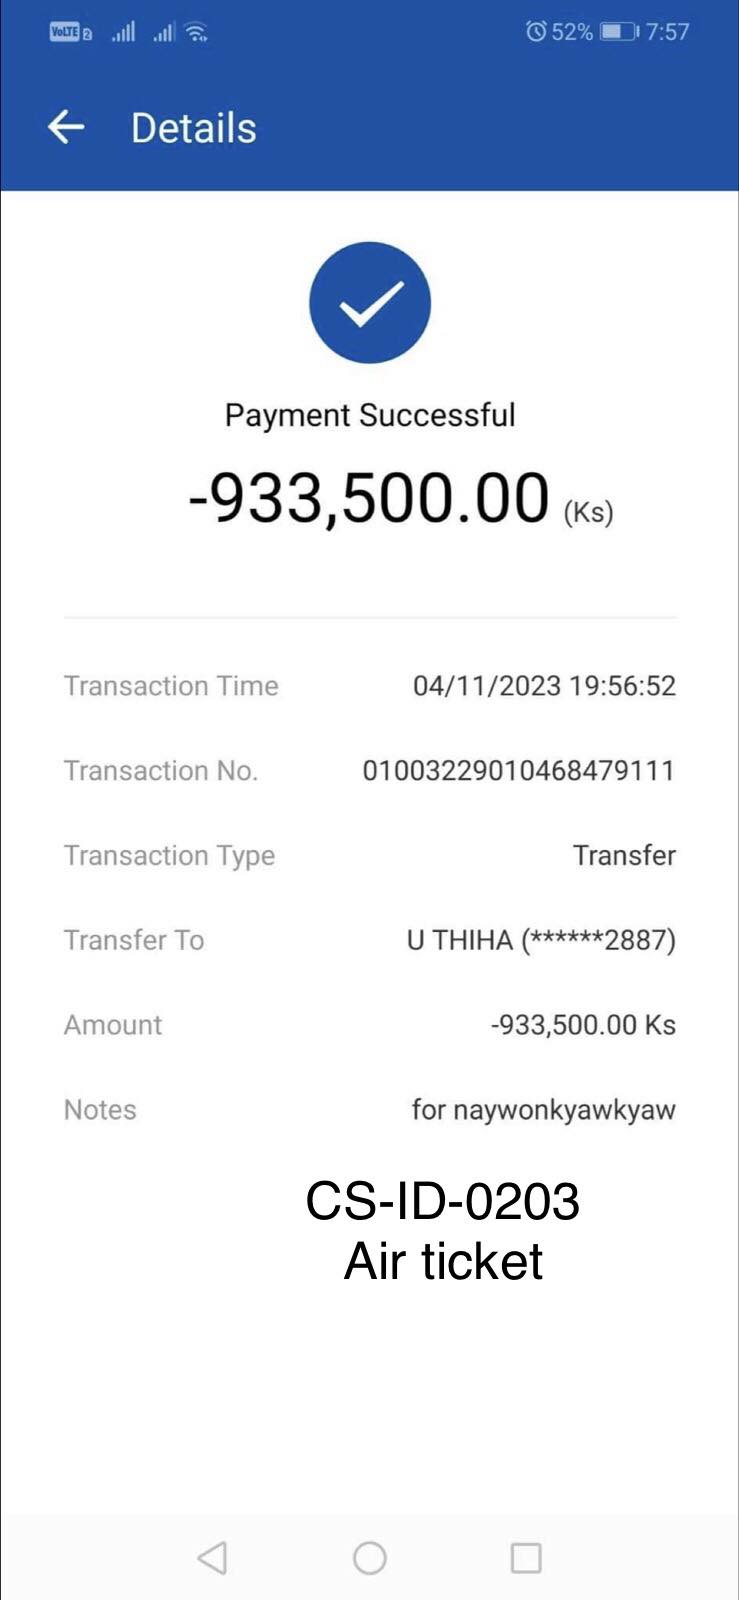 VoLTE 2 52% 7:57
Details
Payment Successful
-933,500.00 (Ks)
Transaction Time 04/11/2023 19:56:52
Transaction No. 01003229010468479111
Transaction Type Transfer
Transfer To U THIHA (******2887)
Amount -933,500.00 Ks
Notes for naywonkyawkyaw
CS-ID-0203
Air ticket